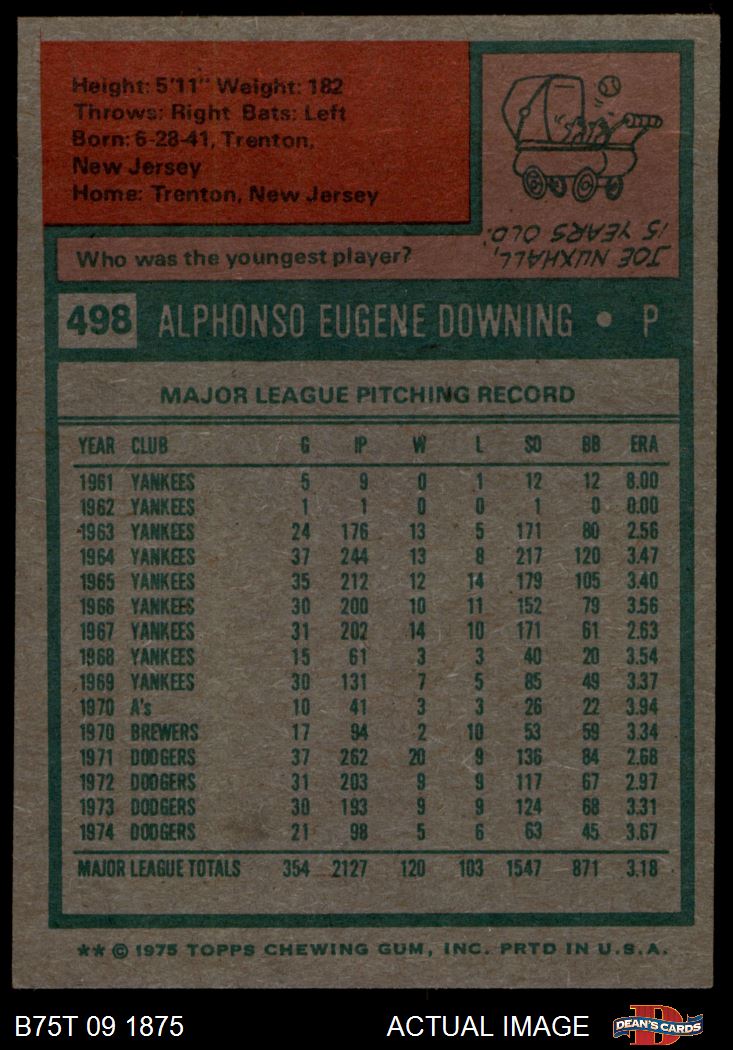 Height: 5'11" Weight: 182
Throws: Right Bats: Left
Born: 6-28-41, Trenton,
New Jersey
Home: Trenton, New Jersey
Who was the youngest player?
JOE NUXHALL,
15 YEARS OLD.
498 ALPHONSO EUGENE DOWNING • P
MAJOR LEAGUE PITCHING RECORD
YEAR CLUB G IP W L SO BB ERA
1961 YANKEES 5 9 0 1 12 12 8.00
1962 YANKEES 1 1 0 0 1 0 0.00
1963 YANKEES 24 176 13 5 171 80 2.56
1964 YANKEES 37 244 13 8 217 120 3.47
1965 YANKEES 35 212 12 14 179 105 3.40
1966 YANKEES 30 200 10 11 152 79 3.56
1967 YANKEES 31 202 14 10 171 61 2.63
1968 YANKEES 15 61 3 3 40 20 3.54
1969 YANKEES 30 131 7 5 85 49 3.37
1970 A's 10 41 3 3 26 22 3.94
1970 BREWERS 17 94 2 10 53 59 3.34
1971 DODGERS 37 262 20 9 136 84 2.68
1972 DODGERS 31 203 9 9 117 67 2.97
1973 DODGERS 30 193 9 9 124 68 3.31
1974 DODGERS 21 98 5 6 63 45 3.67
MAJOR LEAGUE TOTALS 354 2127 120 103 1547 871 3.18
** © 1975 TOPPS CHEWING GUM, INC. PRTD IN U.S.A.
B75T 09 1875 ACTUAL IMAGE DEAN'S CARDS